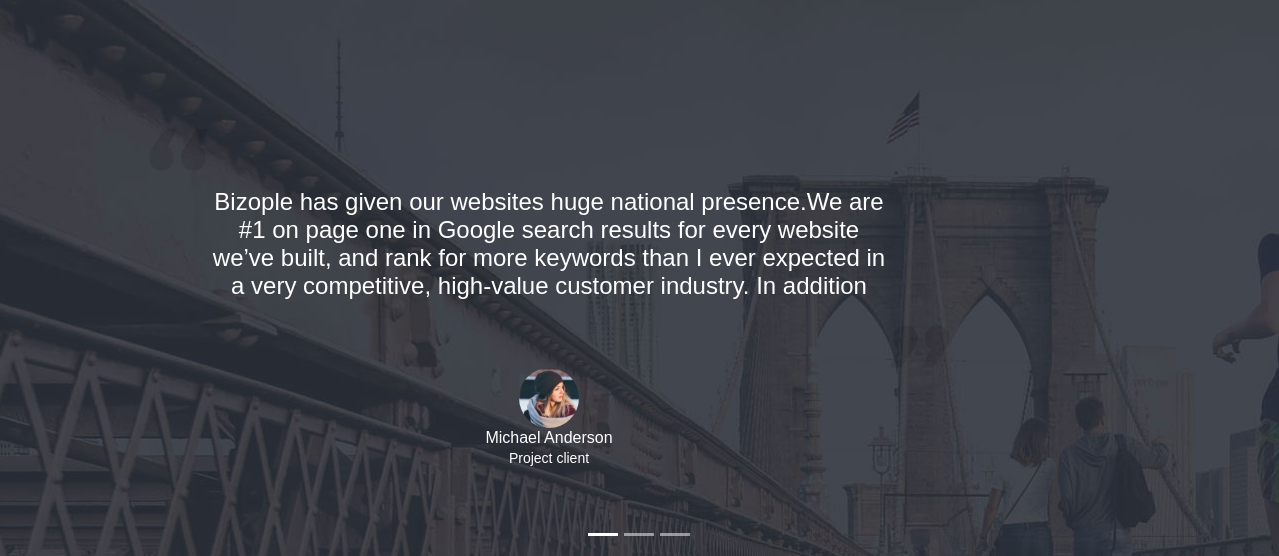 Bizople has given our websites huge national presence.We are
#1 on page one in Google search results for every website
we’ve built, and rank for more keywords than I ever expected in
a very competitive, high-value customer industry. In addition
Michael Anderson
Project client